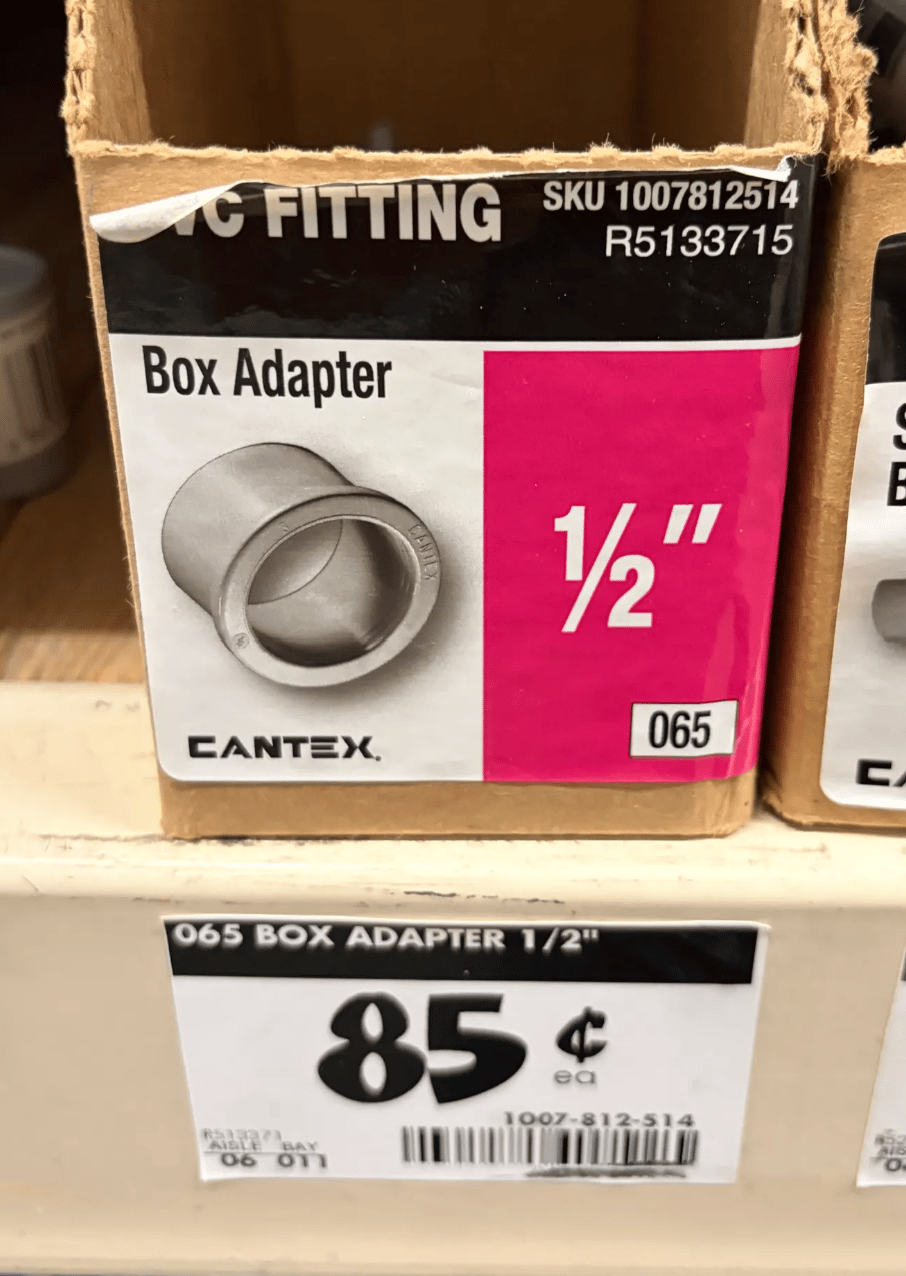 VC FITTING
SKU 1007812514
R5133715
Box Adapter
CANTEX
1/2"
065
CANTEX.
065 BOX ADAPTER 1/2"
85¢
ea
1007-812-514
AISLE BAY
06 011